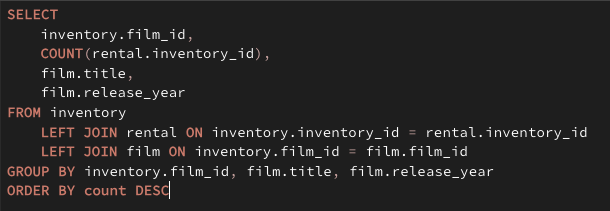 SELECT
inventory.film_id,
COUNT(rental.inventory_id),
film.title,
film.release_year
FROM inventory
LEFT JOIN rental ON inventory.inventory_id = rental.inventory_id
LEFT JOIN film ON inventory.film_id = film.film_id
GROUP BY inventory.film_id, film.title, film.release_year
ORDER BY count DESC